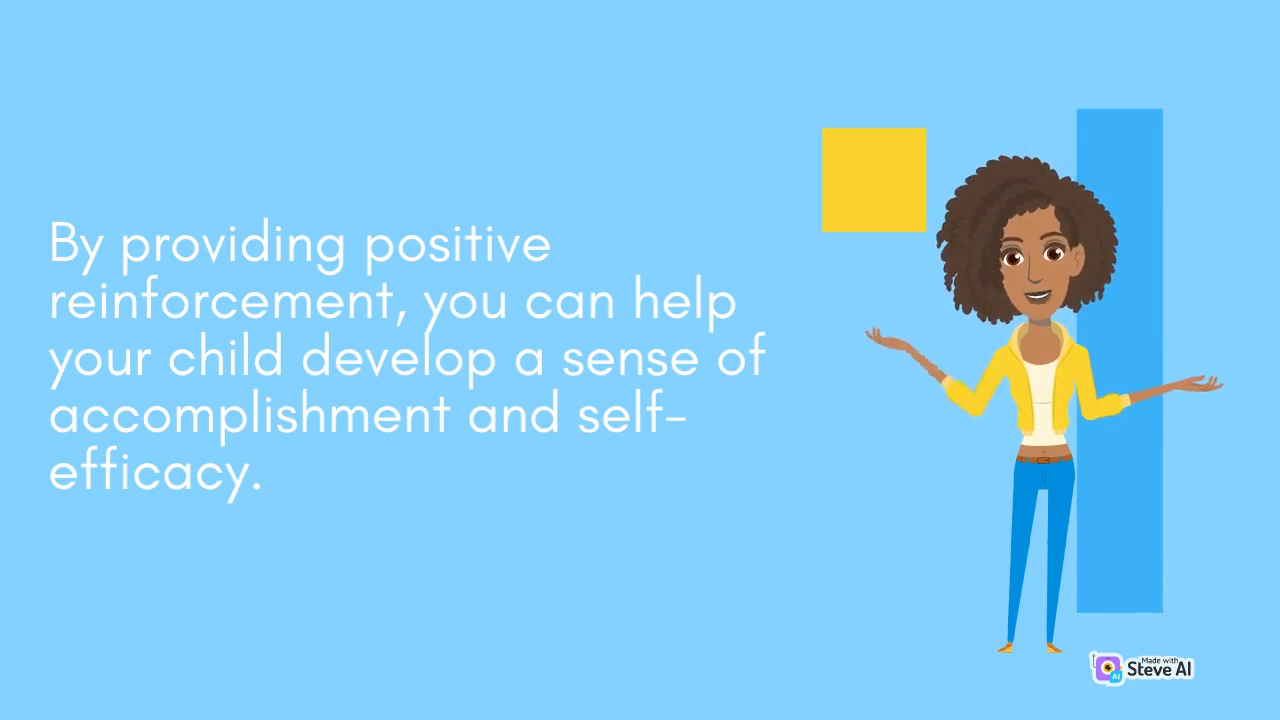 By providing positive
reinforcement, you can help
your child develop a sense of
accomplishment and self-
efficacy.
Made with
Steve AI
AI